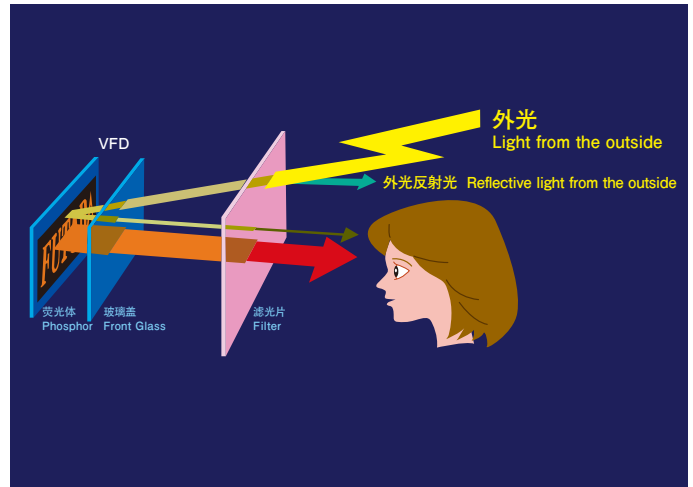 外光
Light from the outside
VFD
外光反射光 Reflective light from the outside
荧光体
Phosphor
玻璃盖
Front Glass
滤光片
Filter